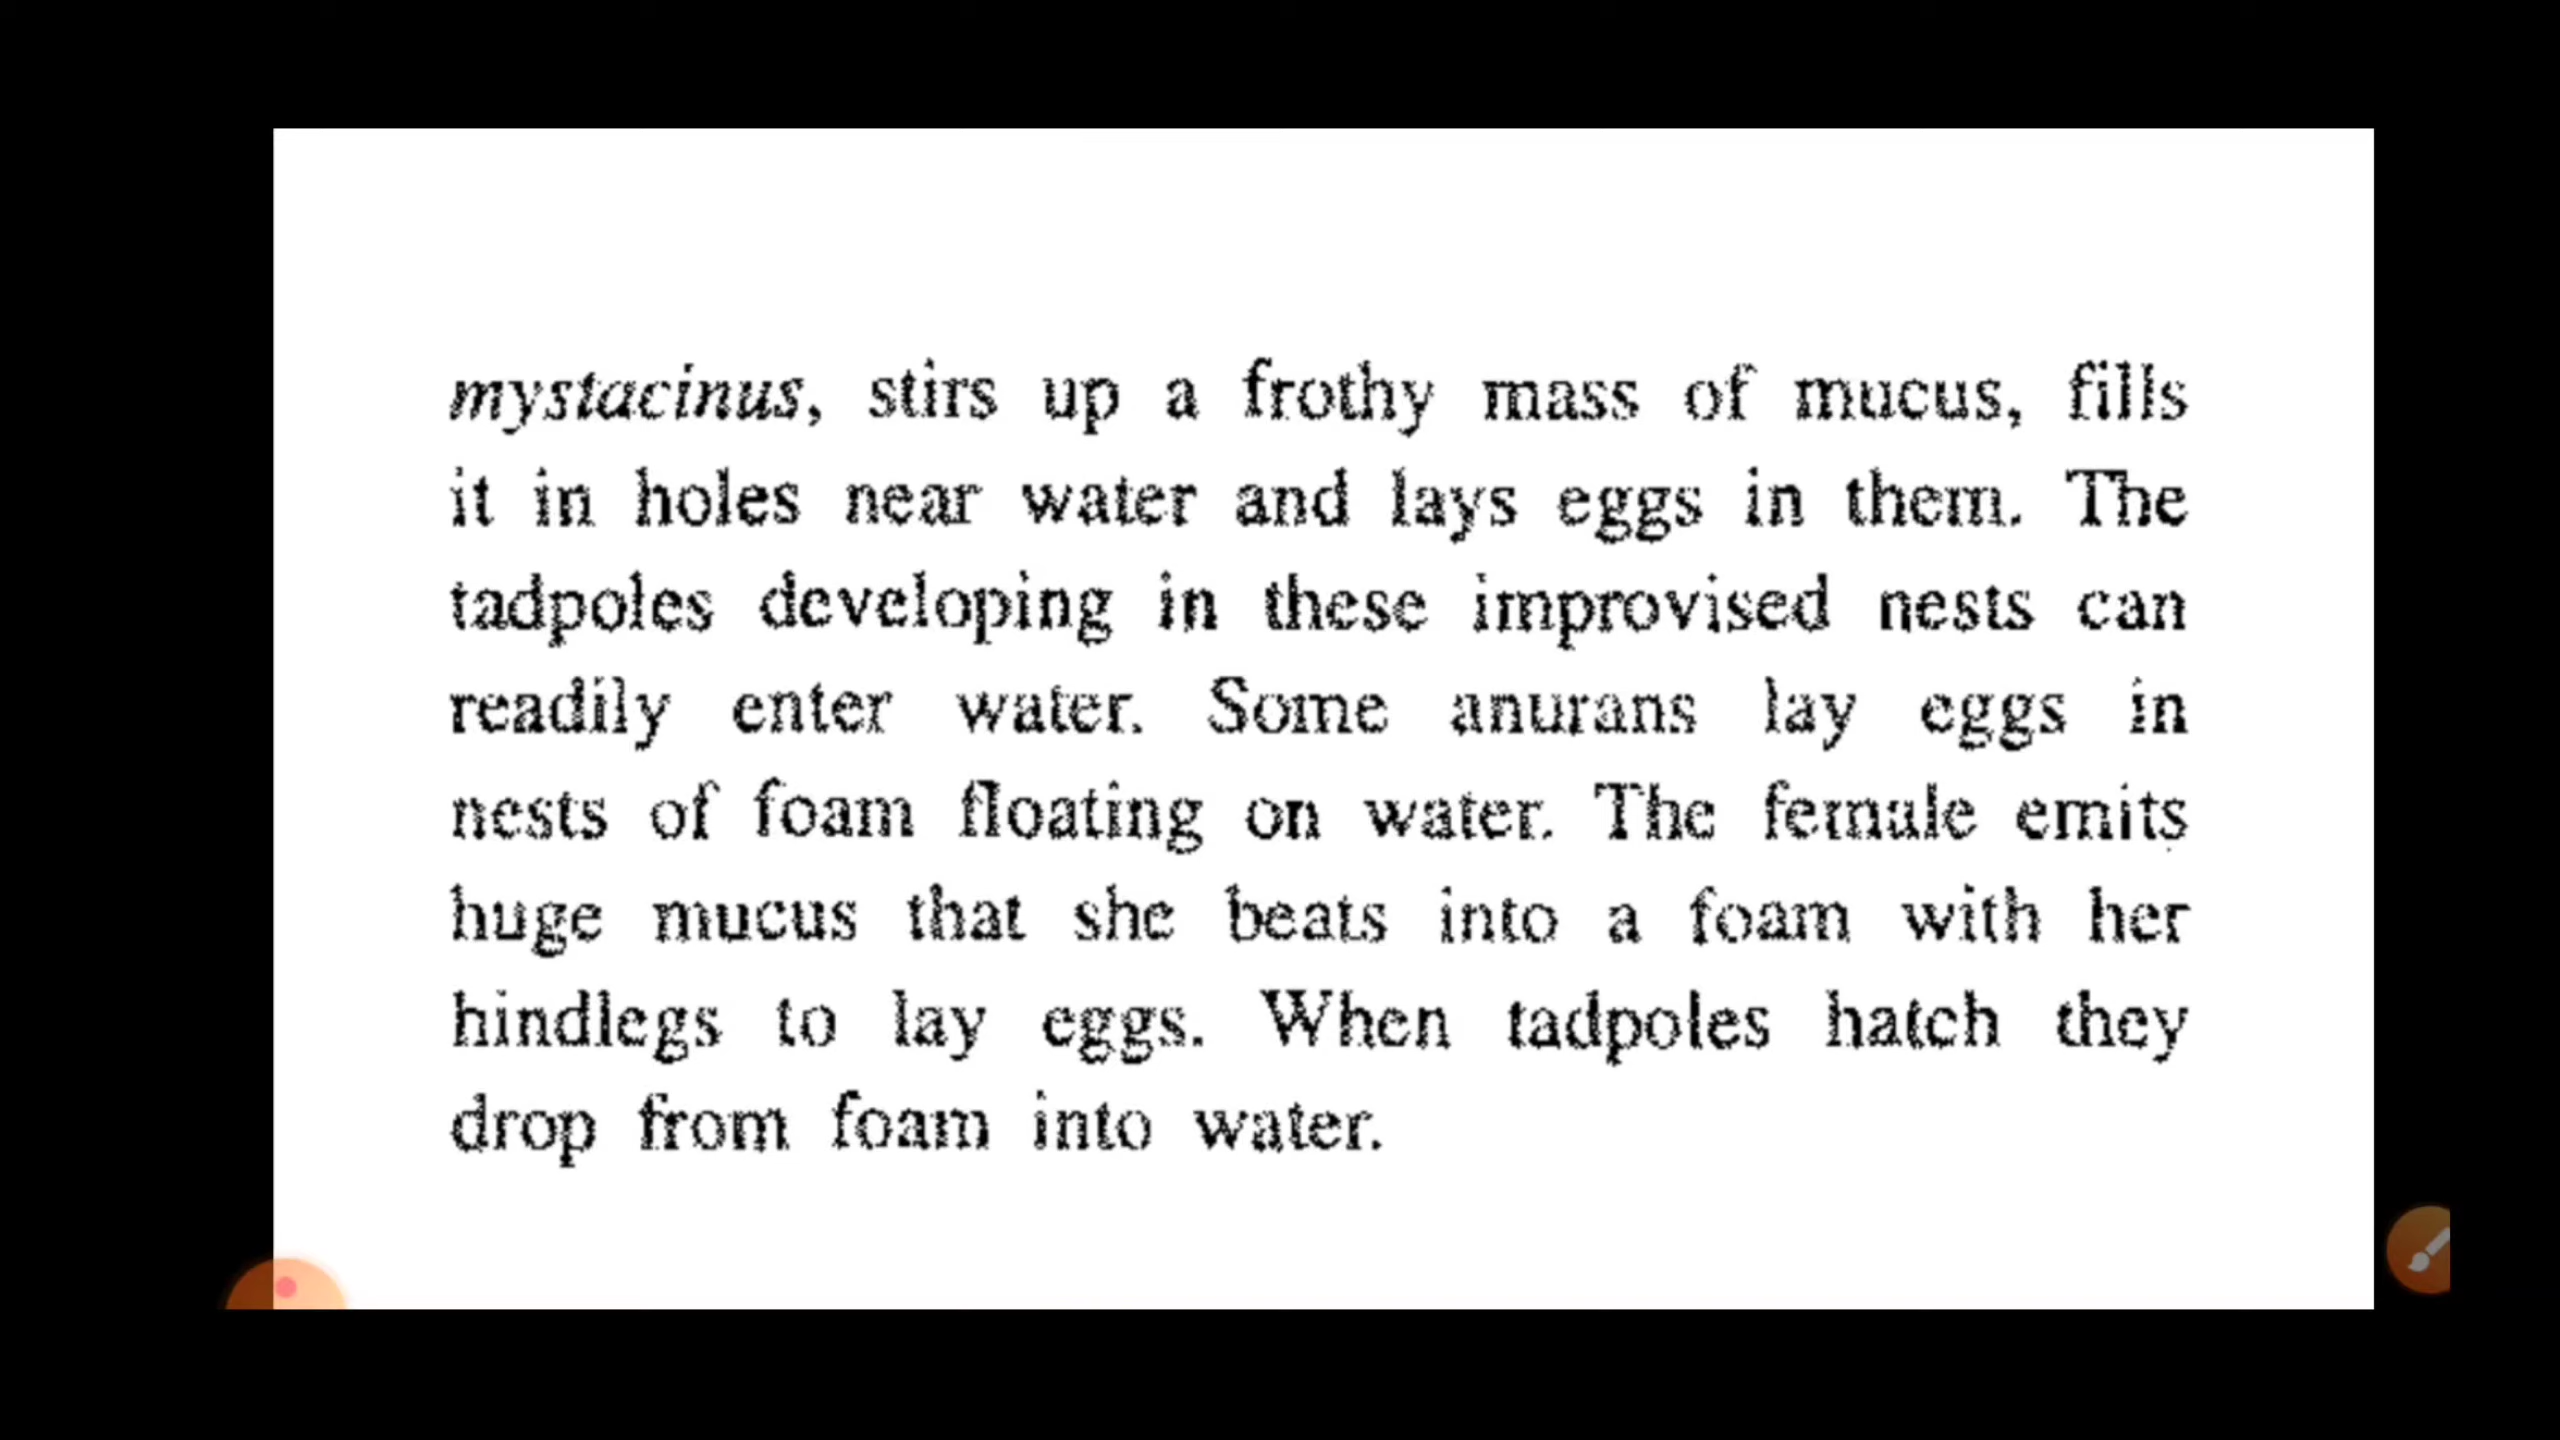 mystacinus, stirs up a frothy mass of mucus, fills
it in holes near water and lays eggs in them. The
tadpoles developing in these improvised nests can
readily enter water. Some anurans lay eggs in
nests of foam floating on water. The female emits
huge mucus that she beats into a foam with her
hindlegs to lay eggs. When tadpoles hatch they
drop from foam into water.